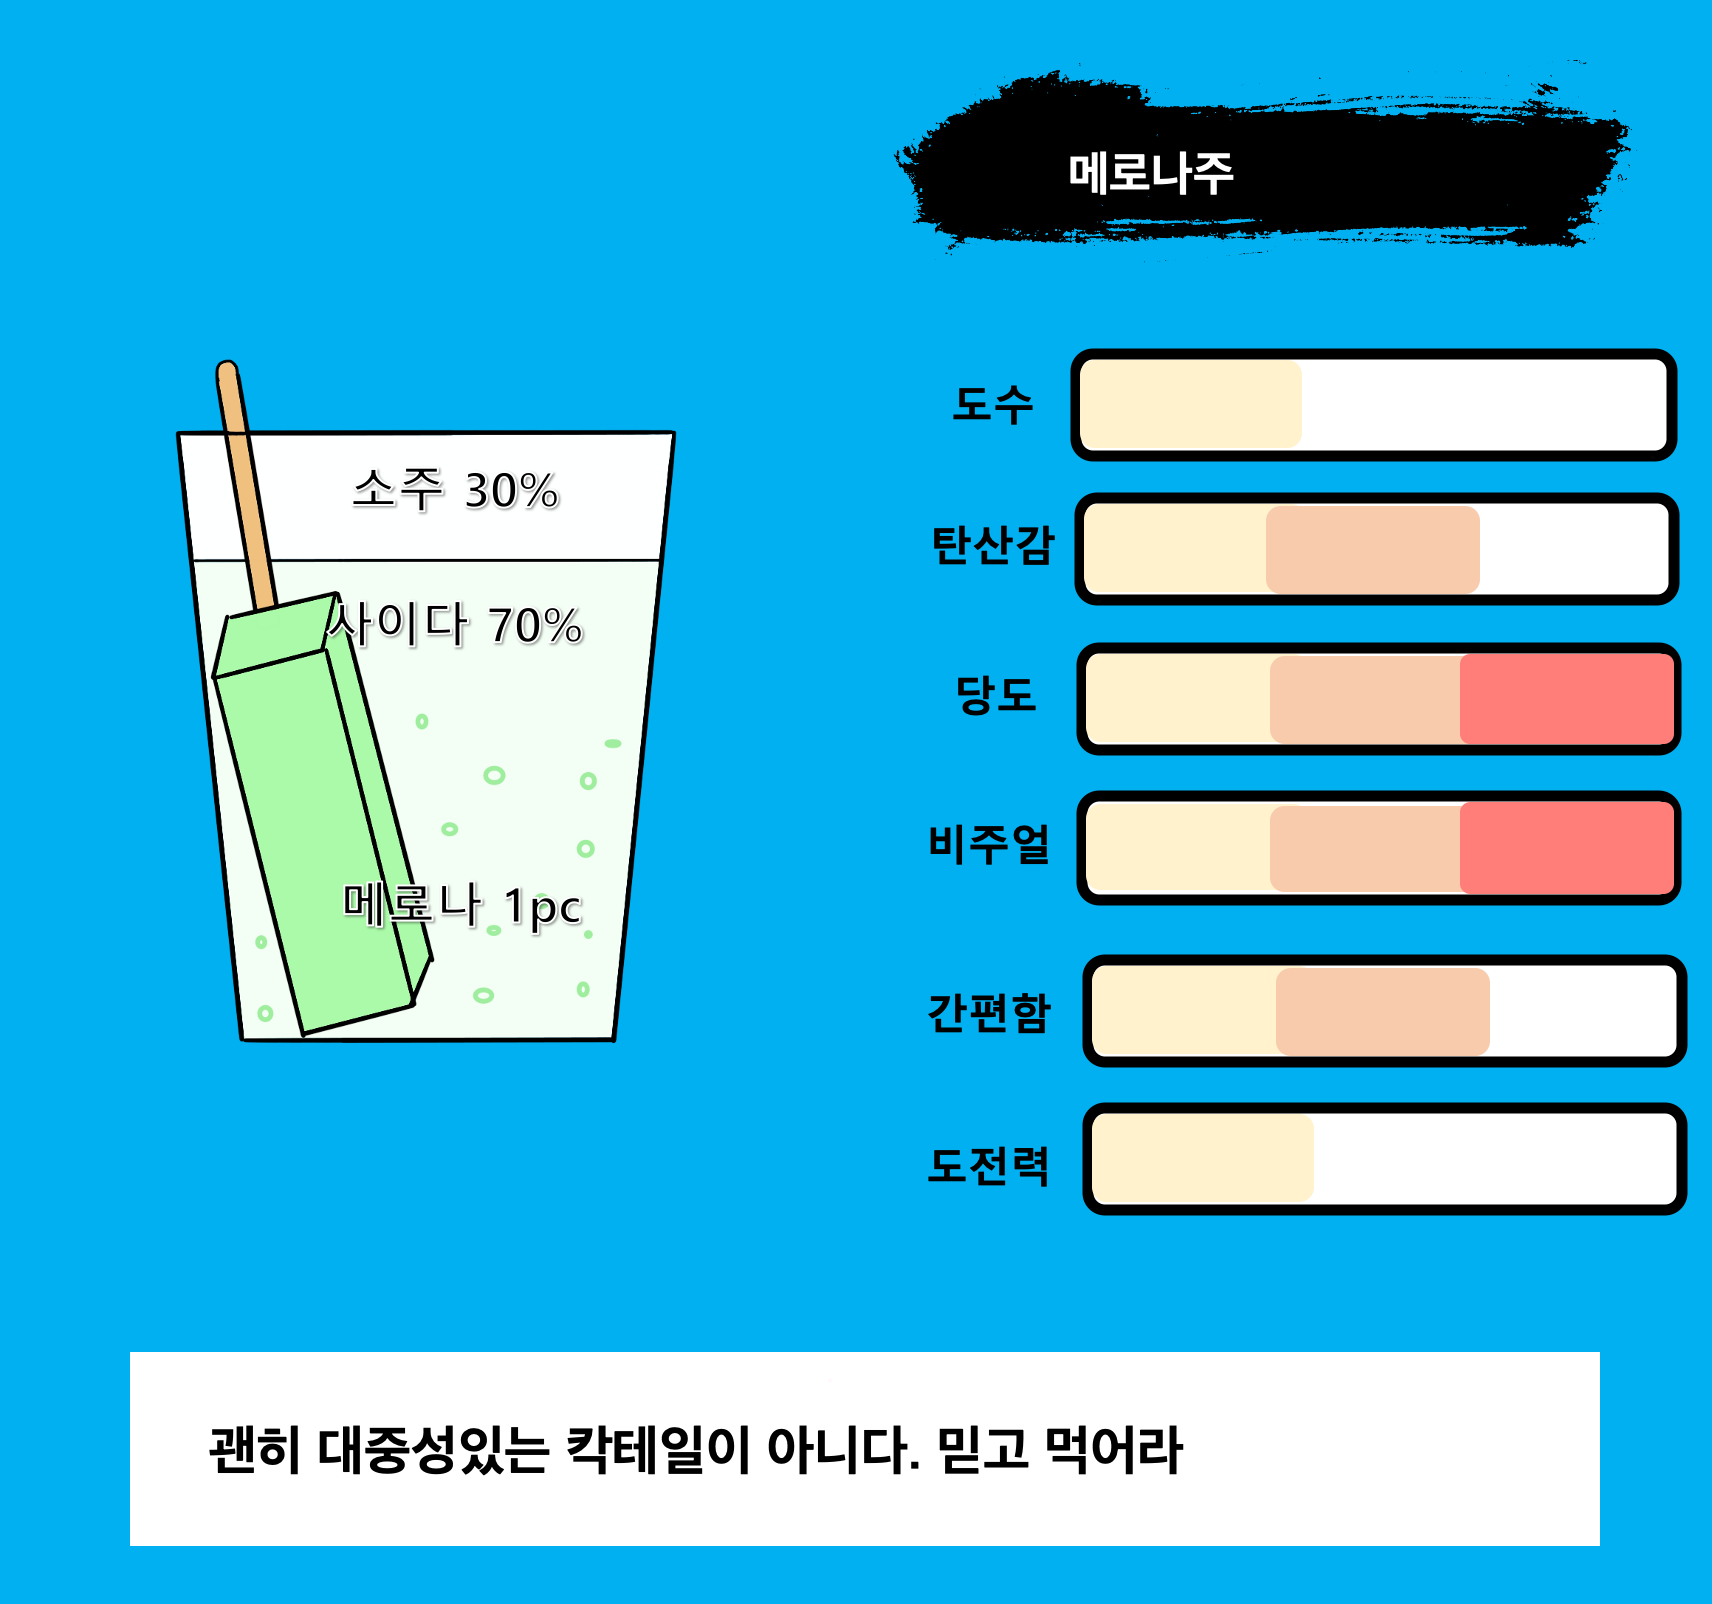 메로나주
소주 30%
사이다 70%
메로나 1pc
도수
탄산감
당도
비주얼
간편함
도전력
괜히 대중성있는 칵테일이 아니다. 믿고 먹어라